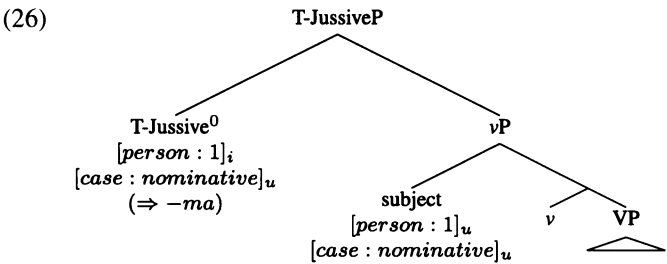 (26)
T-JussiveP
T-Jussive⁰
vP
[person : 1]ᵢ
[case : nominative]ᵤ
(⇒ −ma)
subject
v
VP
[person : 1]ᵤ
[case : nominative]ᵤ